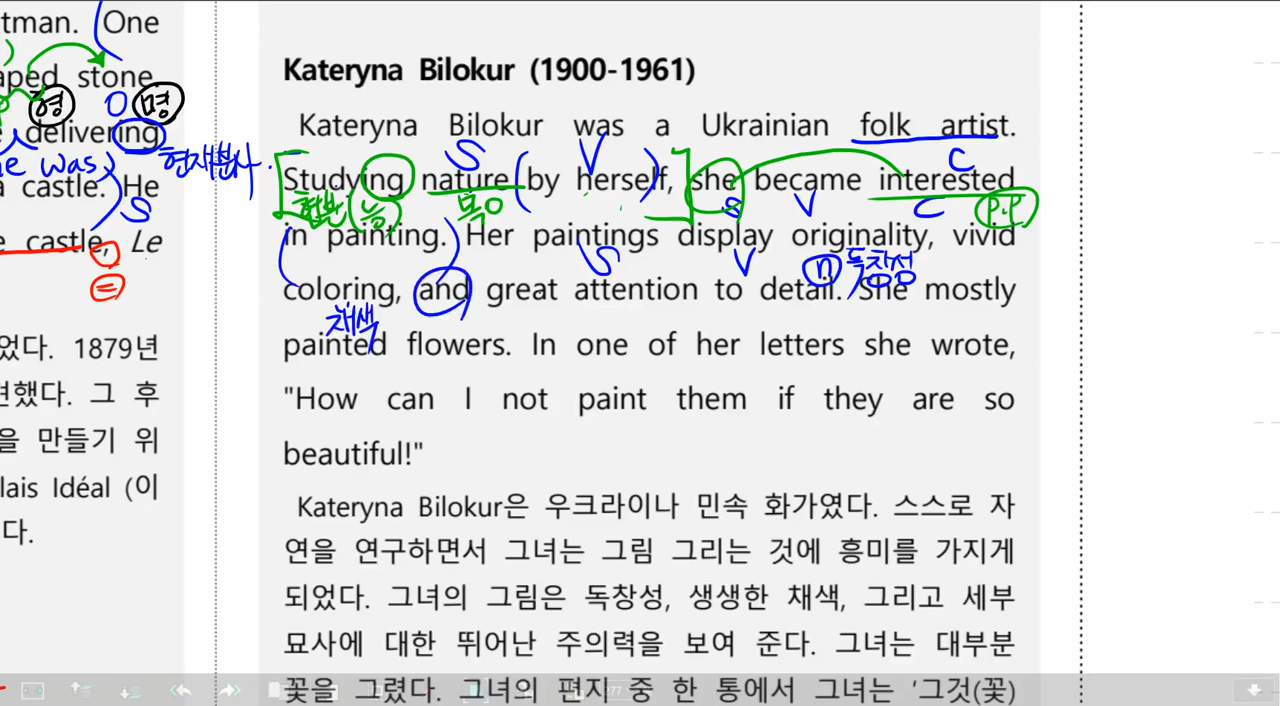 tman. One
aped stone
형 O 명
e delivering
e was) 현재분사.
a castle. He
S
e castle, Le
=
었다. 1879년
현했다. 그 후
을 만들기 위
lais Idéal (이
다.
Kateryna Bilokur (1900-1961)
Kateryna Bilokur was a Ukrainian folk artist.
S V C
Studying nature by herself, she became interested
(능) 목O S V C P.P
in painting. Her paintings display originality, vivid
S V n 독창성
coloring, and great attention to detail. She mostly
채색
painted flowers. In one of her letters she wrote,
"How can I not paint them if they are so
beautiful!"
Kateryna Bilokur은 우크라이나 민속 화가였다. 스스로 자
연을 연구하면서 그녀는 그림 그리는 것에 흥미를 가지게
되었다. 그녀의 그림은 독창성, 생생한 채색, 그리고 세부
묘사에 대한 뛰어난 주의력을 보여 준다. 그녀는 대부분
꽃을 그렸다. 그녀의 편지 중 한 통에서 그녀는 '그것(꽃)